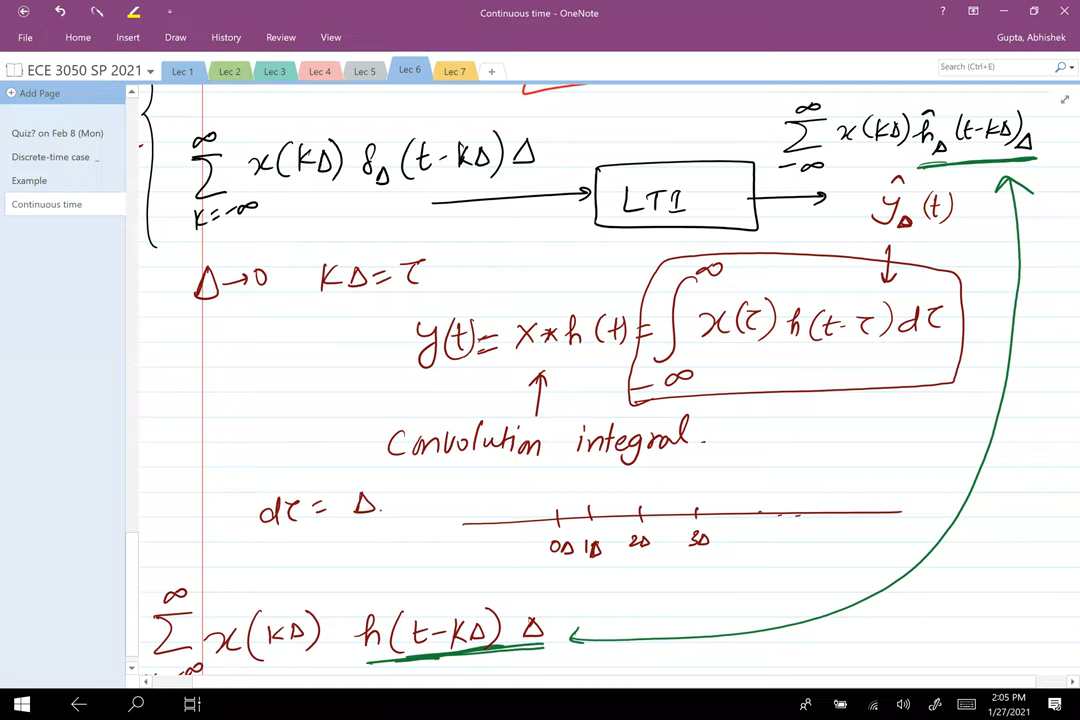 Continuous time - OneNote
?
File Home Insert Draw History Review View
Gupta, Abhishek
ECE 3050 SP 2021
Lec 1 Lec 2 Lec 3 Lec 4 Lec 5 Lec 6 Lec 7 +
Search (Ctrl+E)
Add Page
Quiz? on Feb 8 (Mon)
Discrete-time case _
Example
Continuous time
∑_{K=-∞}^{∞} x(KΔ) δ_Δ(t-KΔ)Δ
LTI
∑_{-∞}^{∞} x(KΔ) ĥ_Δ(t-KΔ)Δ
ŷ_Δ(t)
Δ→0 KΔ=τ
y(t) = x*h(t) = ∫_{-∞}^{∞} x(τ) h(t-τ)dτ
Convolution integral.
dτ = Δ.
0Δ 1Δ 2Δ 3Δ
∑_{-∞}^{∞} x(KΔ) h(t-KΔ) Δ
2:05 PM
1/27/2021